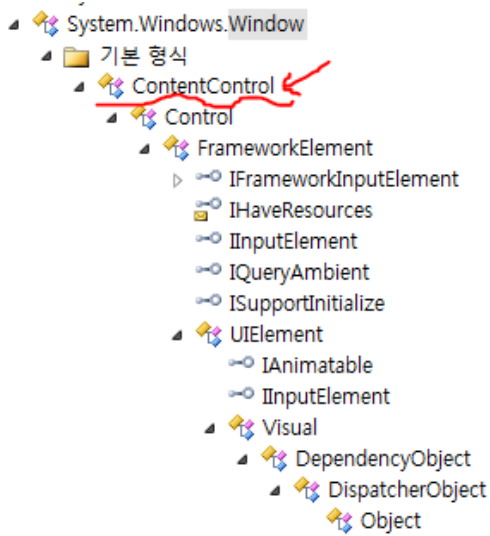 System.Windows.Window
기본 형식
ContentControl
Control
FrameworkElement
IFrameworkInputElement
IHaveResources
IInputElement
IQueryAmbient
ISupportInitialize
UIElement
IAnimatable
IInputElement
Visual
DependencyObject
DispatcherObject
Object